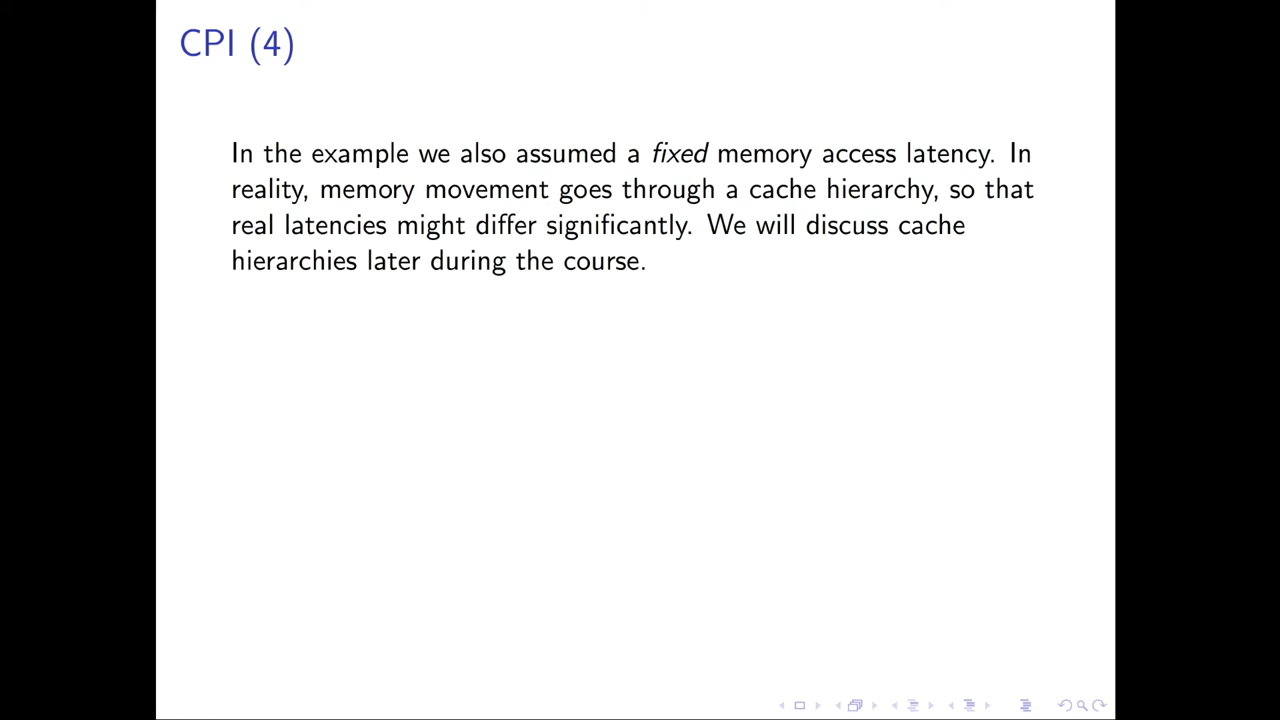 CPI (4)
In the example we also assumed a fixed memory access latency. In
reality, memory movement goes through a cache hierarchy, so that
real latencies might differ significantly. We will discuss cache
hierarchies later during the course.